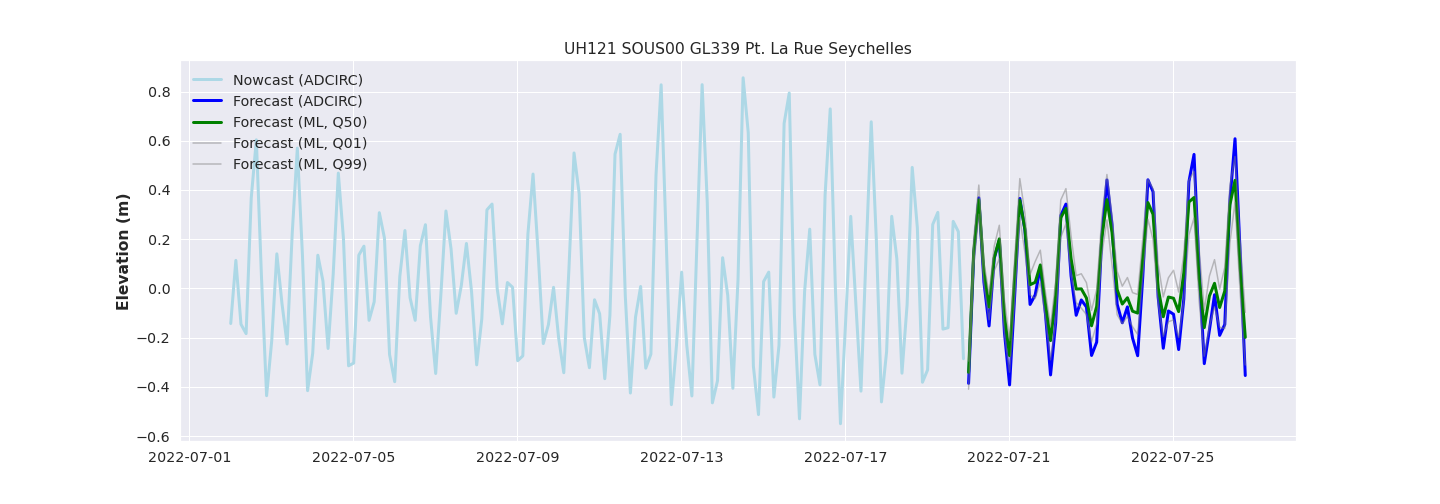 UH121 SOUS00 GL339 Pt. La Rue Seychelles
Nowcast (ADCIRC)
Forecast (ADCIRC)
Forecast (ML, Q50)
Forecast (ML, Q01)
Forecast (ML, Q99)
Elevation (m)
0.8
0.6
0.4
0.2
0.0
−0.2
−0.4
−0.6
2022-07-01
2022-07-05
2022-07-09
2022-07-13
2022-07-17
2022-07-21
2022-07-25